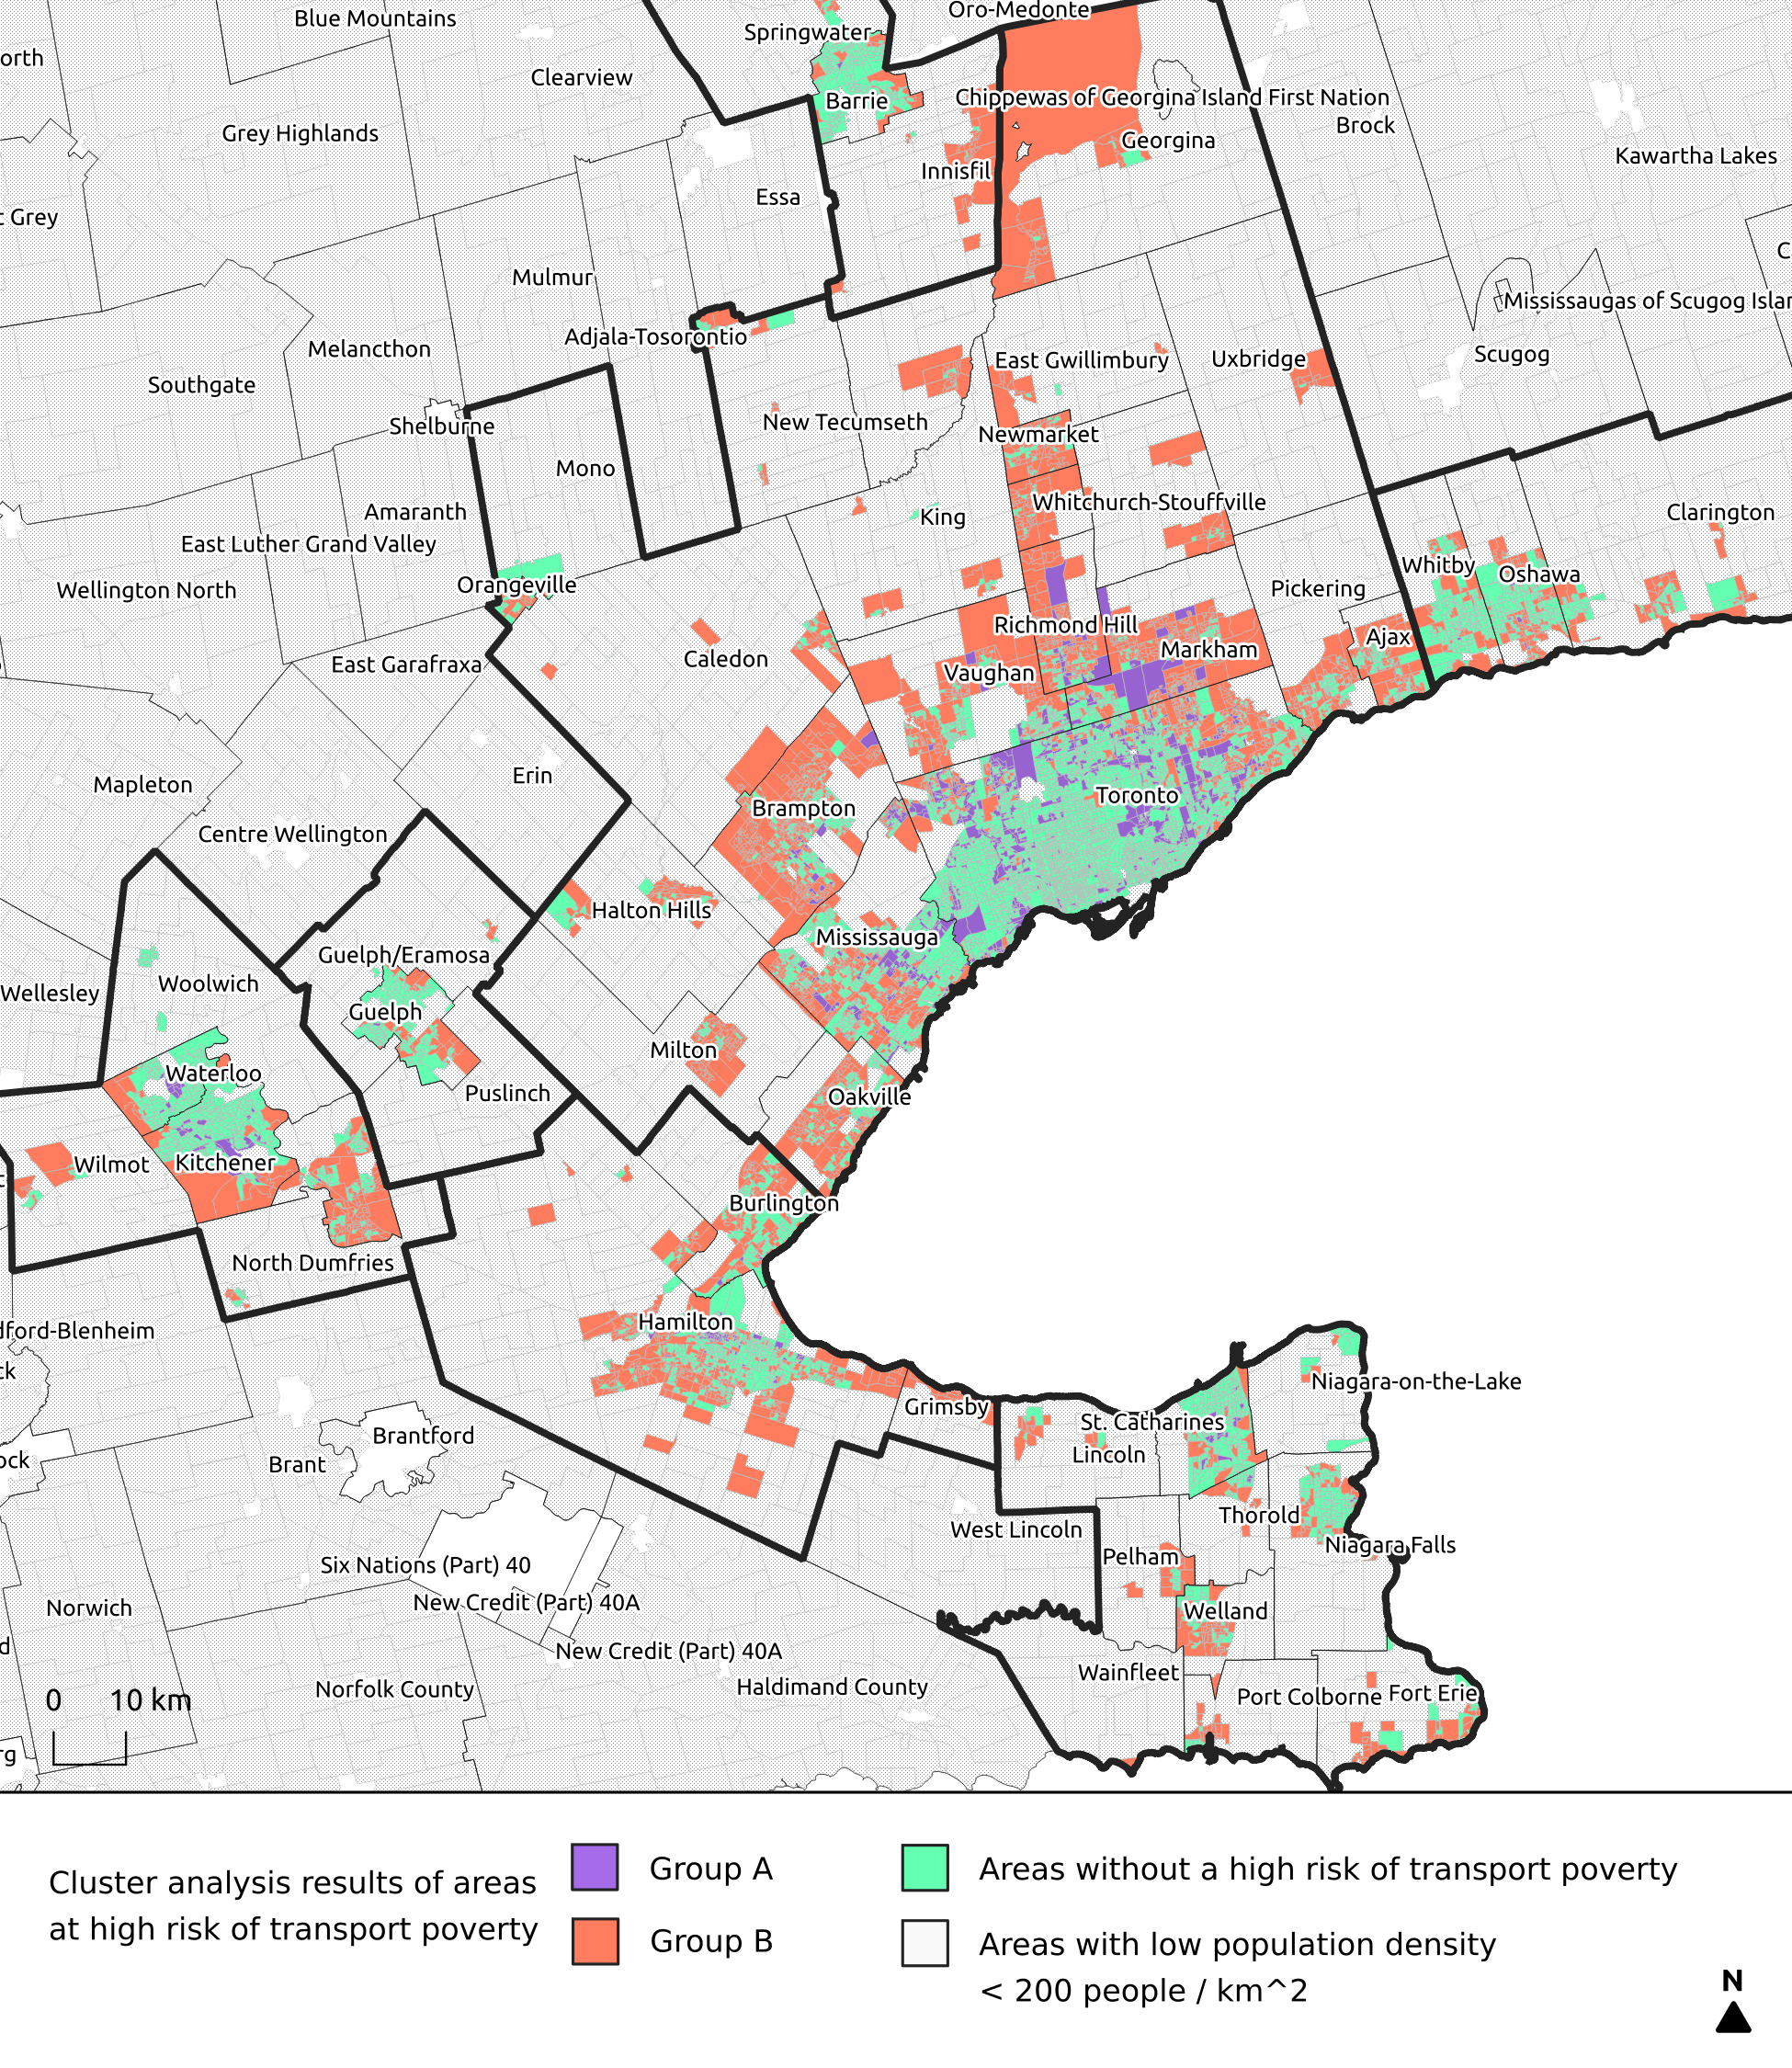 Blue Mountains
Oro-Medonte
Springwater
orth
Clearview
Barrie
Chippewas of Georgina Island First Nation
Brock
Grey Highlands
Georgina
Kawartha Lakes
Innisfil
Essa
t Grey
Mulmur
Mississaugas of Scugog Islan
Adjala-Tosorontio
Melancthon
East Gwillimbury
Uxbridge
Scugog
Southgate
New Tecumseth
Shelburne
Newmarket
Mono
Whitchurch-Stouffville
Amaranth
King
Clarington
East Luther Grand Valley
Whitby
Oshawa
Orangeville
Wellington North
Pickering
Richmond Hill
Ajax
Markham
Caledon
East Garafraxa
Vaughan
Erin
Mapleton
Toronto
Brampton
Centre Wellington
Halton Hills
Mississauga
Guelph/Eramosa
Woolwich
Wellesley
Guelph
Milton
Waterloo
Puslinch
Oakville
Wilmot
Kitchener
Burlington
North Dumfries
Hamilton
dford-Blenheim
ck
Niagara-on-the-Lake
Grimsby
St. Catharines
Brantford
Lincoln
Brant
ock
Thorold
West Lincoln
Niagara Falls
Pelham
Six Nations (Part) 40
New Credit (Part) 40A
Norwich
Welland
d
New Credit (Part) 40A
Wainfleet
Haldimand County
Norfolk County
Port Colborne
Fort Erie
0 10 km
rg
Cluster analysis results of areas
at high risk of transport poverty
Group A
Group B
Areas without a high risk of transport poverty
Areas with low population density
< 200 people / km^2
N